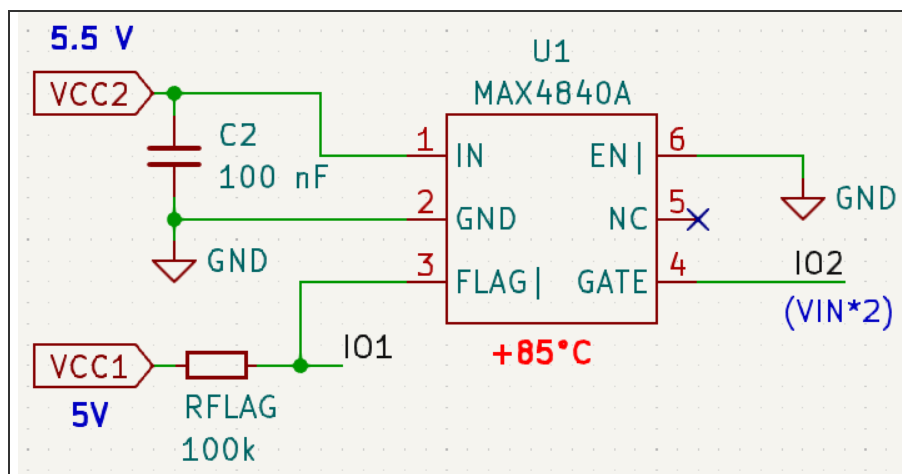 5.5 V
VCC2
C2
100 nF
GND
U1
MAX4840A
1 IN
2 GND
3 FLAG|
EN| 6
NC 5
GATE 4
GND
IO2
(VIN*2)
+85°C
VCC1
5V
RFLAG
100k
IO1